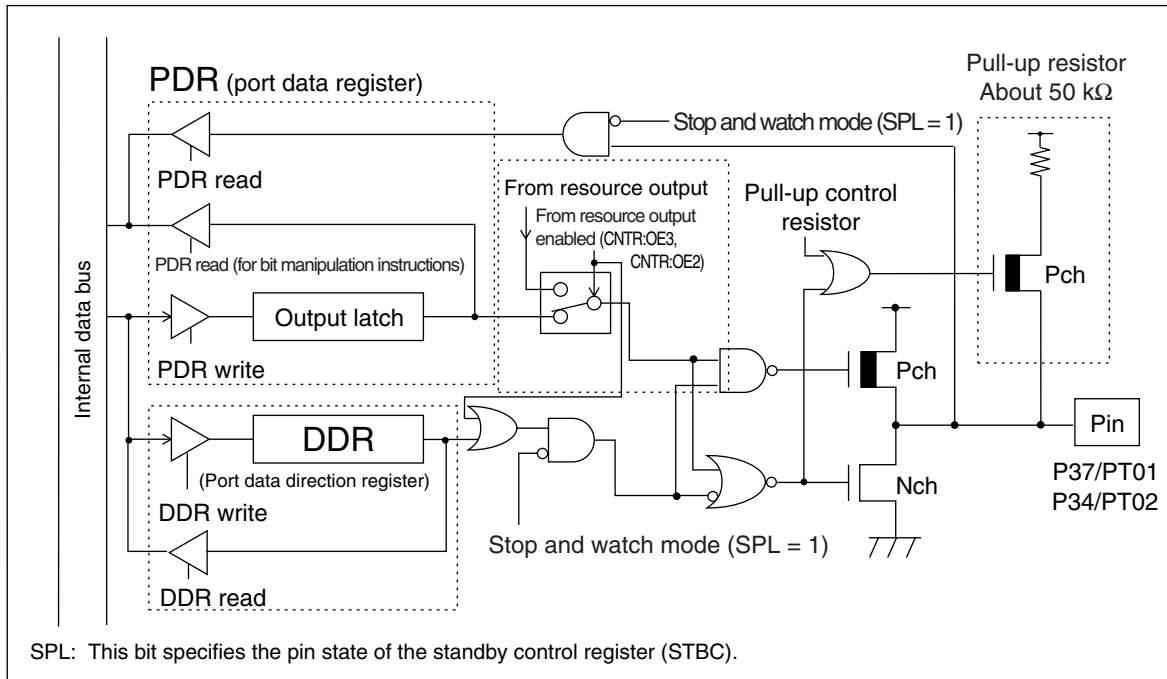 PDR (port data register)
Pull-up resistor
About 50 kΩ
Stop and watch mode (SPL = 1)
PDR read
From resource output
Pull-up control
resistor
From resource output
enabled (CNTR:OE3,
CNTR:OE2)
PDR read (for bit manipulation instructions)
Pch
Internal data bus
Output latch
PDR write
Pch
DDR
Pin
(Port data direction register)
Nch
P37/PT01
P34/PT02
DDR write
Stop and watch mode (SPL = 1)
DDR read
SPL: This bit specifies the pin state of the standby control register (STBC).